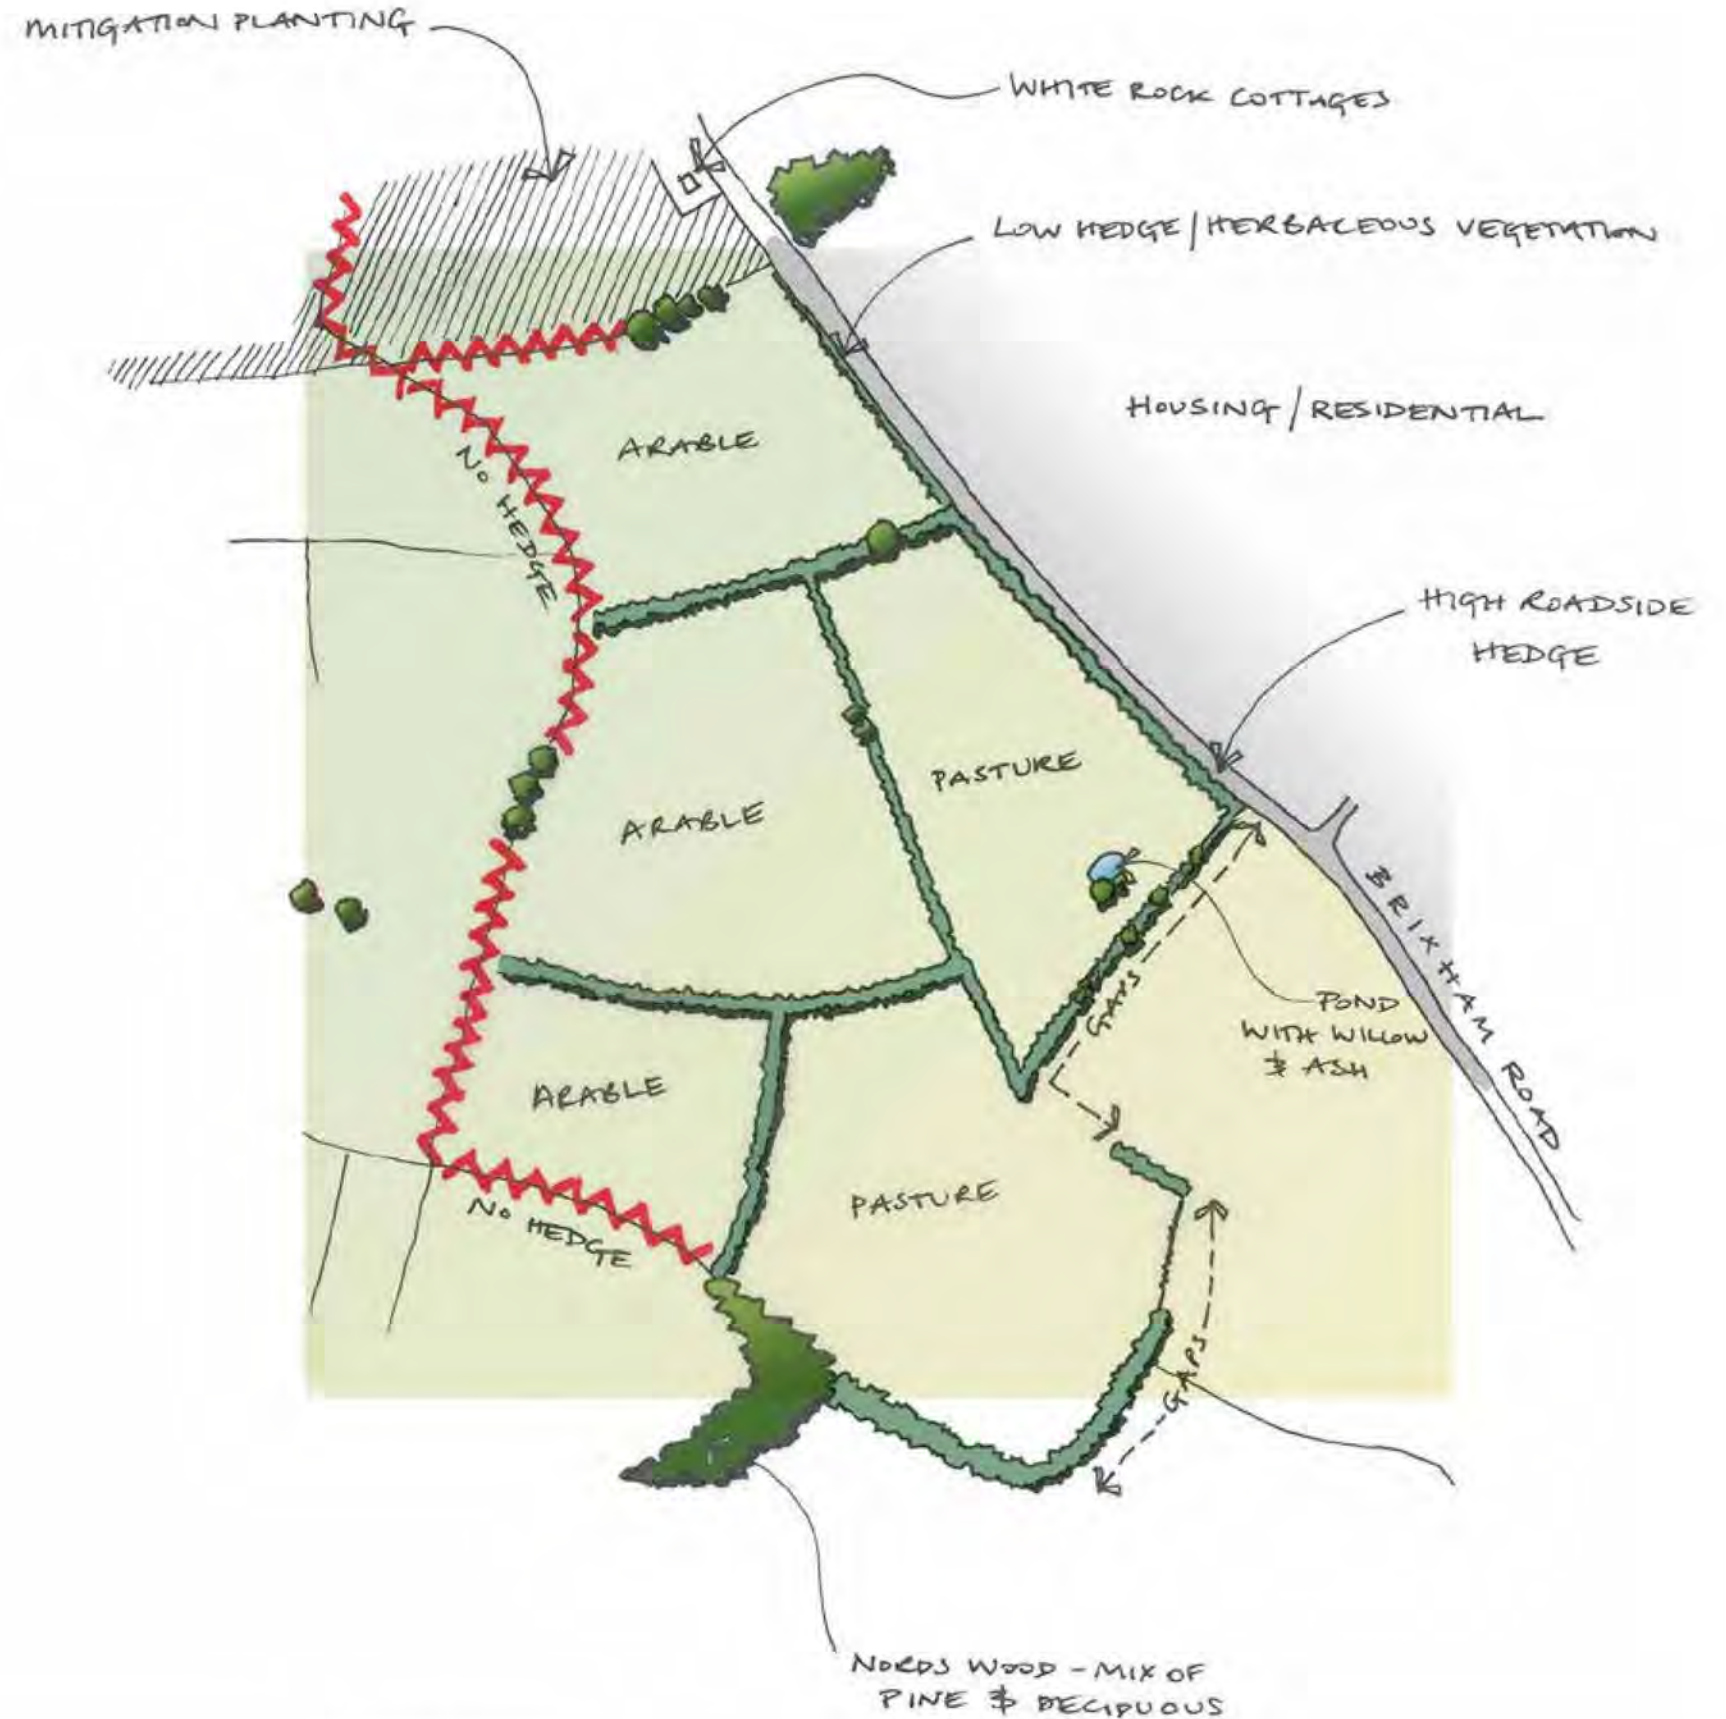 MITIGATION PLANTING
WHITE ROCK COTTAGES
LOW HEDGE/HERBACEOUS VEGETATION
HOUSING/RESIDENTIAL
ARABLE
NO HEDGE
HIGH ROADSIDE
HEDGE
PASTURE
ARABLE
BRIXHAM ROAD
GAPS
POND
WITH WILLOW
& ASH
ARABLE
PASTURE
NO HEDGE
GAPS
NORDS WOOD - MIX OF
PINE & DECIDUOUS